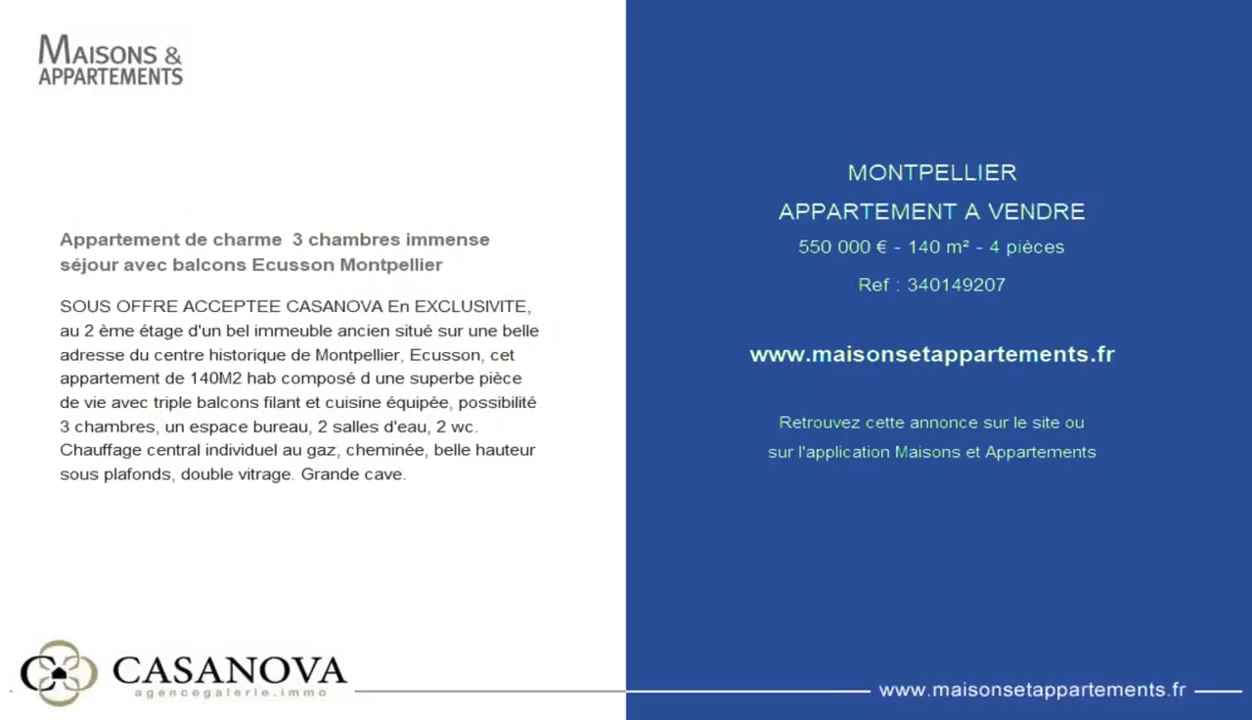 MAISONS &
APPARTEMENTS
Appartement de charme 3 chambres immense
séjour avec balcons Ecusson Montpellier
SOUS OFFRE ACCEPTEE CASANOVA En EXCLUSIVITE,
au 2 ème étage d'un bel immeuble ancien situé sur une belle
adresse du centre historique de Montpellier, Ecusson, cet
appartement de 140M2 hab composé d une superbe pièce
de vie avec triple balcons filant et cuisine équipée, possibilité
3 chambres, un espace bureau, 2 salles d'eau, 2 wc.
Chauffage central individuel au gaz, cheminée, belle hauteur
sous plafonds, double vitrage. Grande cave.
CASANOVA
agencegalerie.immo
MONTPELLIER
APPARTEMENT A VENDRE
550 000 € - 140 m² - 4 pièces
Ref : 340149207
www.maisonsetappartements.fr
Retrouvez cette annonce sur le site ou
sur l'application Maisons et Appartements
www.maisonsetappartements.fr